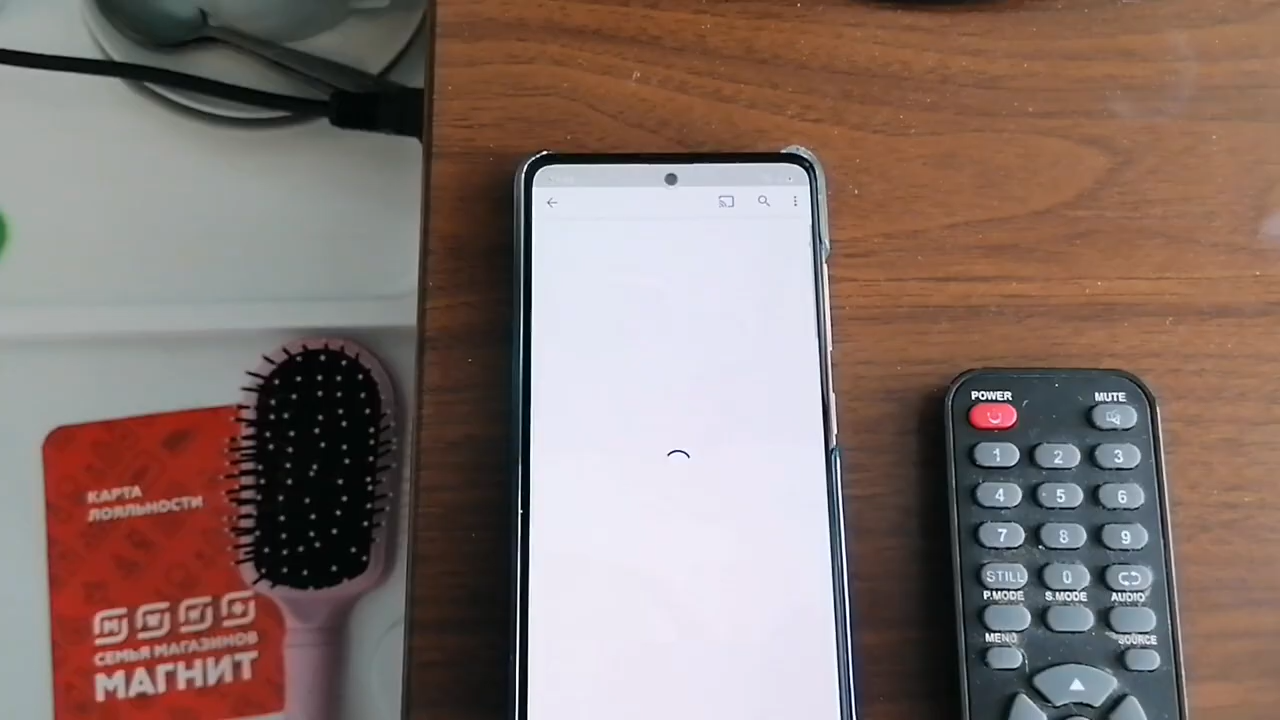 КАРТА
ЛОЯЛЬНОСТИ
СЕМЬЯ МАГАЗИНОВ
МАГНИТ
POWER
MUTE
1 2 3
4 5 6
7 8 9
STILL 0
P.MODE S.MODE AUDIO
MENU SOURCE